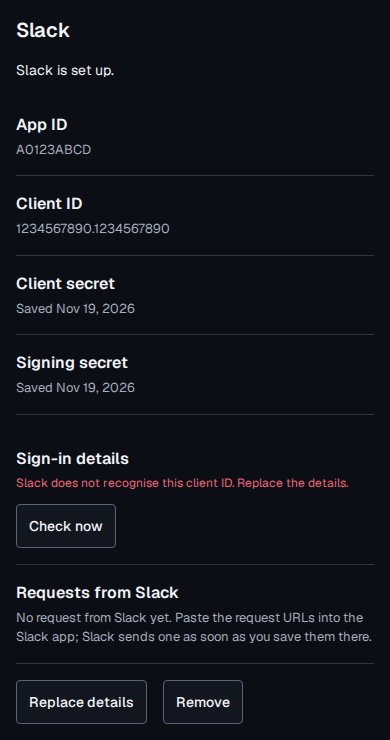 Slack
Slack is set up.
App ID
A0123ABCD
Client ID
1234567890.1234567890
Client secret
Saved Nov 19, 2026
Signing secret
Saved Nov 19, 2026
Sign-in details
Slack does not recognise this client ID. Replace the details.
Check now
Requests from Slack
No request from Slack yet. Paste the request URLs into the
Slack app; Slack sends one as soon as you save them there.
Replace details
Remove